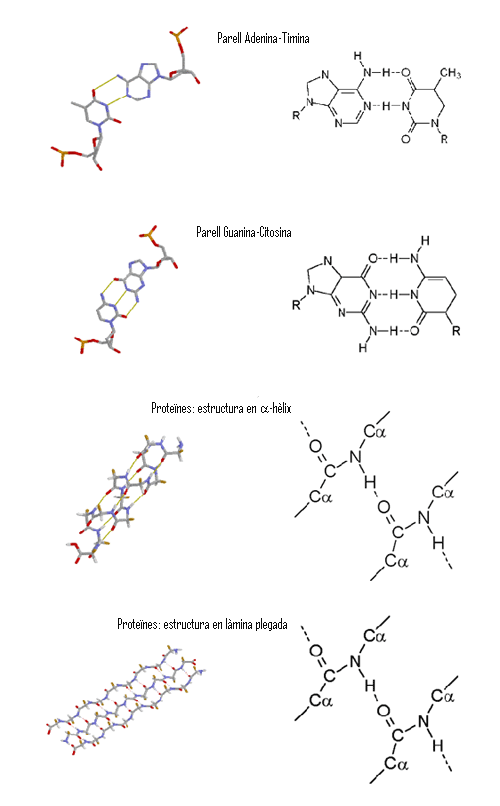 Parell Adenina-Timina
H
N-H--O CH₃
N
N N--H-N
R N N
O R
Parell Guanina-Citosina
H
O--H-N
N
N N--H-N
R
N N-H--O
H R
Proteïnes: estructura en α-hèlix
Cα
O N
C H
Cα O Cα
C N
Cα H
Proteïnes: estructura en làmina plegada
Cα
O N
C H
Cα O Cα
C N
Cα H